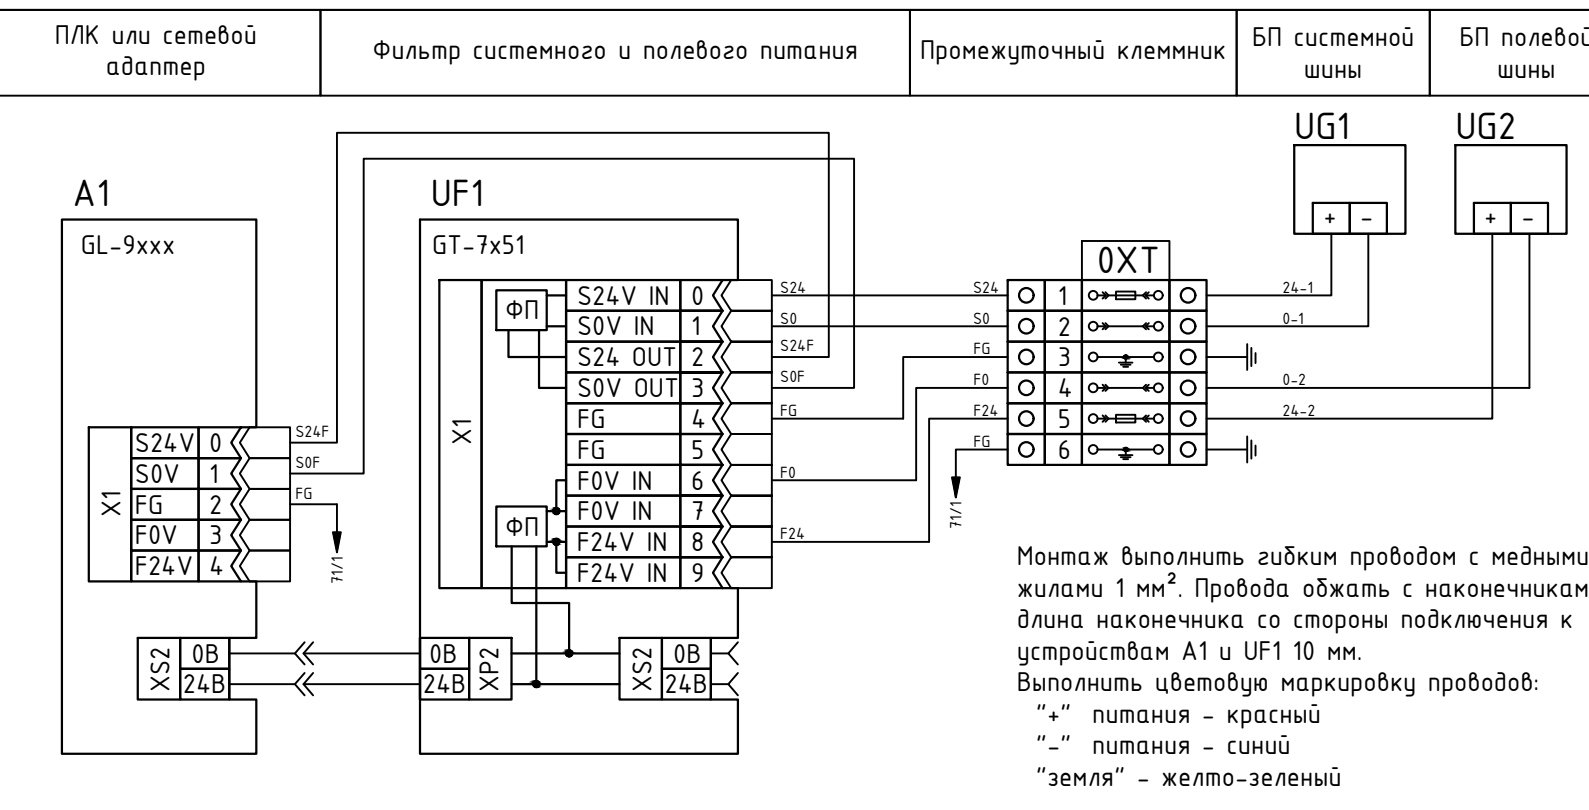 ПЛК или сетевой
адаптер
Фильтр системного и полевого питания
Промежуточный клеммник
БП системной
шины
БП полевой
шины
A1
GL-9xxx
X1
S24V 0
S0V 1
FG 2
F0V 3
F24V 4
S24F
S0F
FG
71/1
XS2
0В
24В
UF1
GT-7x51
X1
ФП
ФП
S24V IN 0
S0V IN 1
S24 OUT 2
S0V OUT 3
FG 4
FG 5
F0V IN 6
F0V IN 7
F24V IN 8
F24V IN 9
S24
S0
S24F
S0F
FG
F0
F24
0В
24В
XP2
XS2
0В
24В
0XT
S24 1 24-1
S0 2 0-1
FG 3
F0 4 0-2
F24 5 24-2
FG 6
71/1
UG1
+ -
UG2
+ -
Монтаж выполнить гибким проводом с медными
жилами 1 мм². Провода обжать с наконечникам
длина наконечника со стороны подключения к
устройствам A1 и UF1 10 мм.
Выполнить цветовую маркировку проводов:
"+" питания - красный
"-" питания - синий
"земля" - желто-зеленый